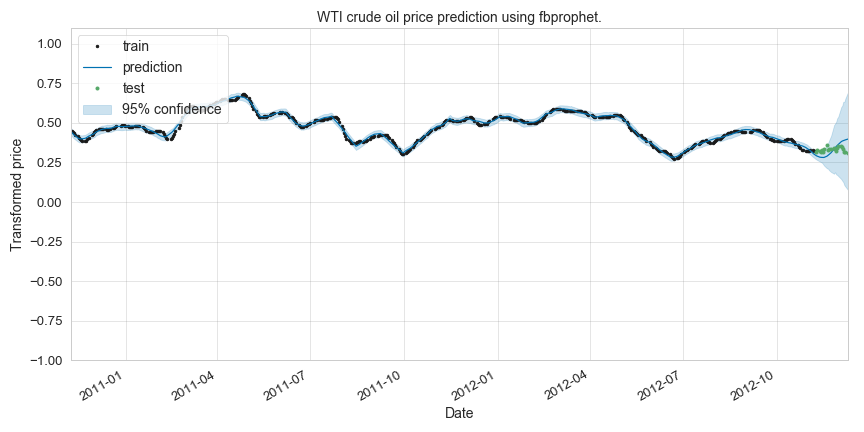 WTI crude oil price prediction using fbprophet.
train
prediction
test
95% confidence
Transformed price
1.00
0.75
0.50
0.25
0.00
−0.25
−0.50
−0.75
−1.00
2011-01
2011-04
2011-07
2011-10
2012-01
2012-04
2012-07
2012-10
Date